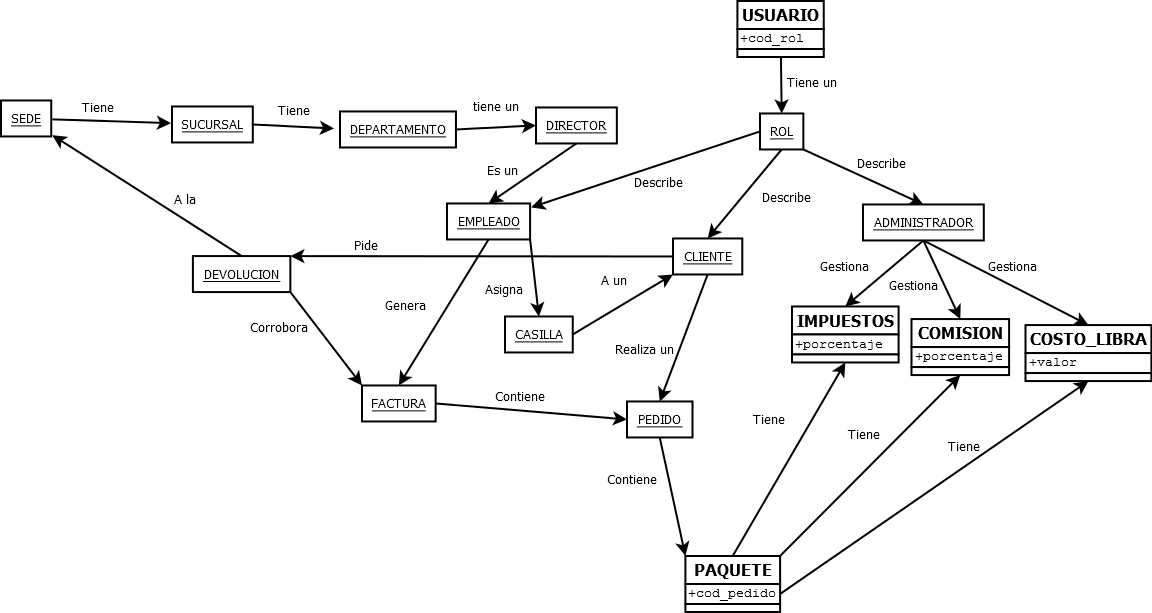 USUARIO
+cod_rol
Tiene un
Tiene
Tiene
tiene un
SEDE
SUCURSAL
DEPARTAMENTO
DIRECTOR
ROL
Describe
Es un
Describe
Describe
A la
EMPLEADO
ADMINISTRADOR
Pide
CLIENTE
DEVOLUCION
Gestiona
Gestiona
Gestiona
A un
Asigna
Genera
Corrobora
CASILLA
IMPUESTOS
+porcentaje
COMISION
+porcentaje
COSTO_LIBRA
+valor
Realiza un
FACTURA
Contiene
PEDIDO
Tiene
Tiene
Tiene
Contiene
PAQUETE
+cod_pedido